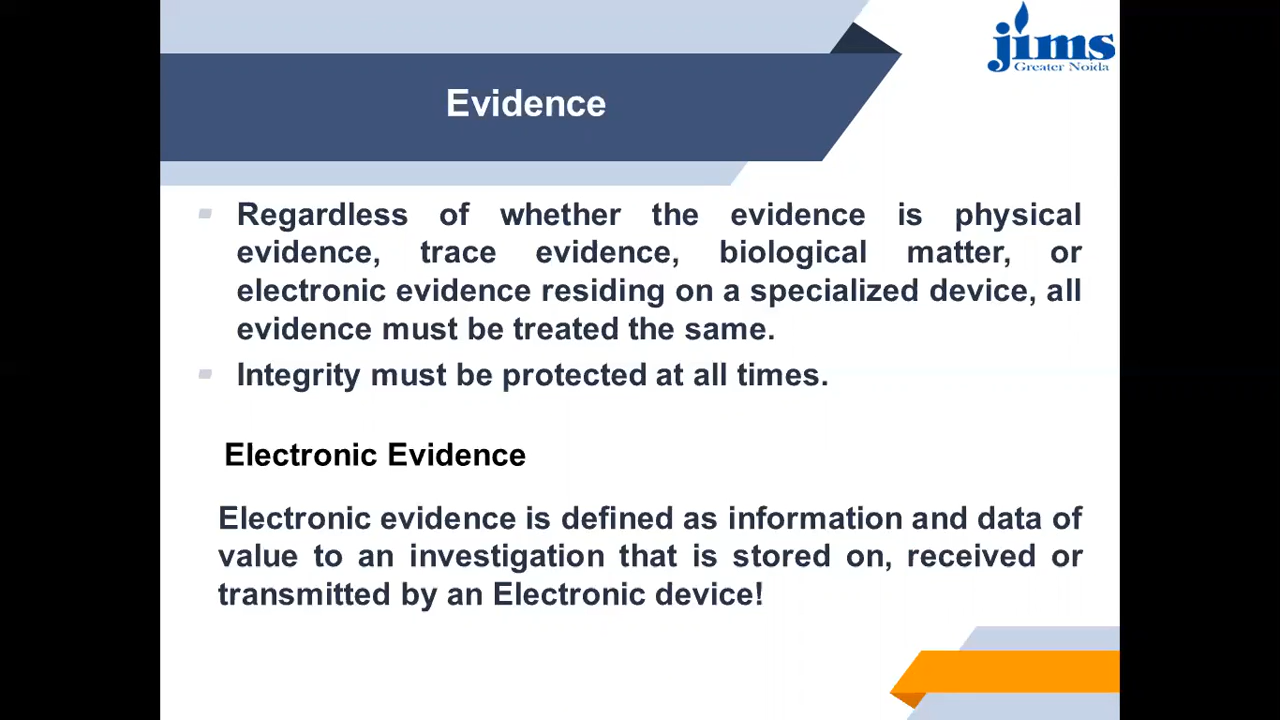 jims
Greater Noida
Evidence
Regardless of whether the evidence is physical
evidence, trace evidence, biological matter, or
electronic evidence residing on a specialized device, all
evidence must be treated the same.
Integrity must be protected at all times.
Electronic Evidence
Electronic evidence is defined as information and data of
value to an investigation that is stored on, received or
transmitted by an Electronic device!